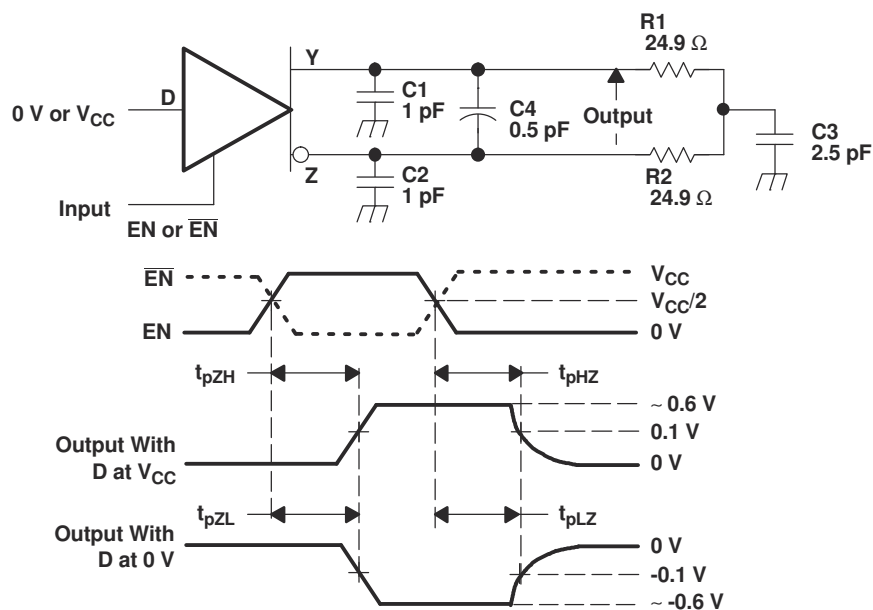 R1
24.9 Ω
Y
D
C1
1 pF
0 V or VCC
C4
0.5 pF
Output
C3
2.5 pF
Z
C2
1 pF
R2
24.9 Ω
Input
EN or EN
EN
VCC
VCC/2
EN
0 V
tpZH
tpHZ
~ 0.6 V
0.1 V
Output With
D at VCC
0 V
tpZL
tpLZ
Output With
D at 0 V
0 V
-0.1 V
~ -0.6 V